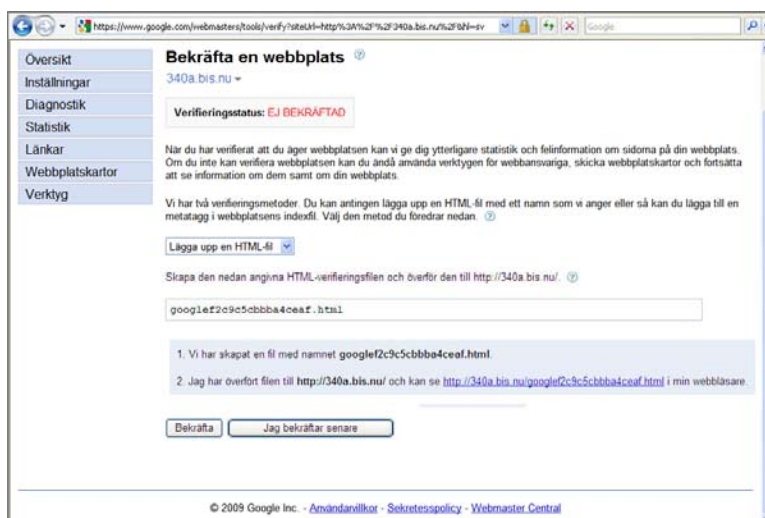 https://www.google.com/webmasters/tools/verify?siteUrl=http%3A%2F%2F340a.bis.nu%2F&hl=sv
Google
Översikt
Inställningar
Diagnostik
Statistik
Länkar
Webbplatskartor
Verktyg
Bekräfta en webbplats
340a.bis.nu
Verifieringsstatus: EJ BEKRÄFTAD
När du har verifierat att du äger webbplatsen kan vi ge dig ytterligare statistik och felinformation om sidorna på din webbplats.
Om du inte kan verifiera webbplatsen kan du ändå använda verktygen för webbansvariga, skicka webbplatskartor och fortsätta
att se information om dem samt om din webbplats.
Vi har två verifieringsmetoder. Du kan antingen lägga upp en HTML-fil med ett namn som vi anger eller så kan du lägga till en
metatagg i webbplatsens indexfil. Välj den metod du föredrar nedan.
Lägga upp en HTML-fil
Skapa den nedan angivna HTML-verifieringsfilen och överför den till http://340a.bis.nu/.
googlef2c9c5cbbba4ceaf.html
1. Vi har skapat en fil med namnet googlef2c9c5cbbba4ceaf.html.
2. Jag har överfört filen till http://340a.bis.nu/ och kan se http://340a.bis.nu/googlef2c9c5cbbba4ceaf.html i min webbläsare.
Bekräfta
Jag bekräftar senare
© 2009 Google Inc. - Användarvillkor - Sekretesspolicy - Webmaster Central